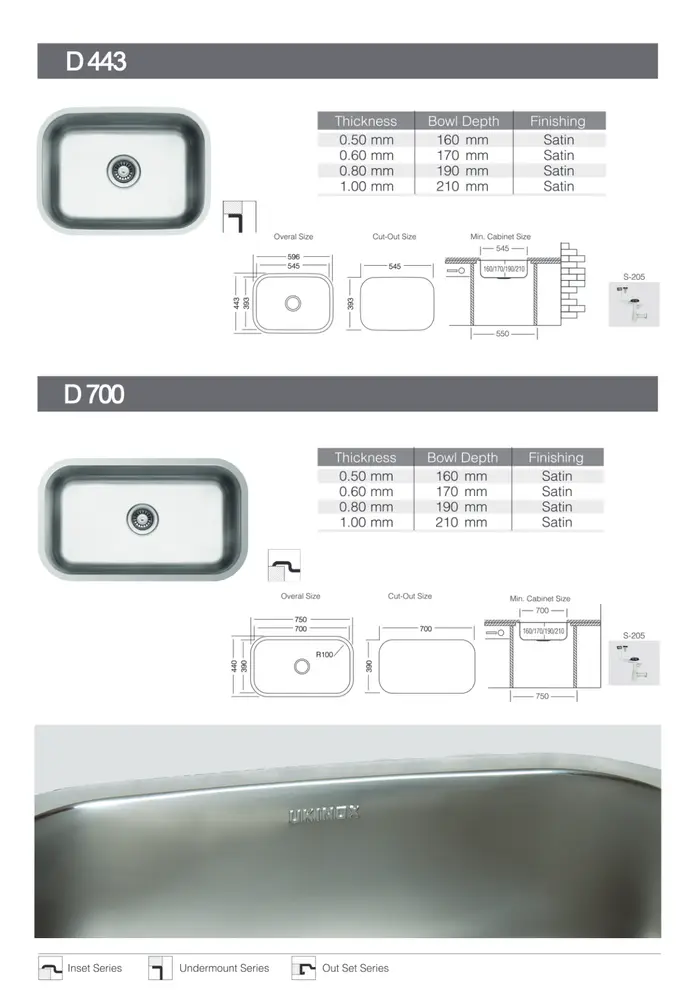 D 443
Thickness Bowl Depth Finishing
0.50 mm 160 mm Satin
0.60 mm 170 mm Satin
0.80 mm 190 mm Satin
1.00 mm 210 mm Satin
Overal Size Cut-Out Size Min. Cabinet Size
596
545
443
393
545
393
545
160/170/190/210
550
S-205
D 700
Thickness Bowl Depth Finishing
0.50 mm 160 mm Satin
0.60 mm 170 mm Satin
0.80 mm 190 mm Satin
1.00 mm 210 mm Satin
Overal Size Cut-Out Size Min. Cabinet Size
750
700
R100
440
390
700
390
700
160/170/190/210
750
S-205
UKINOX
Inset Series Undermount Series Out Set Series